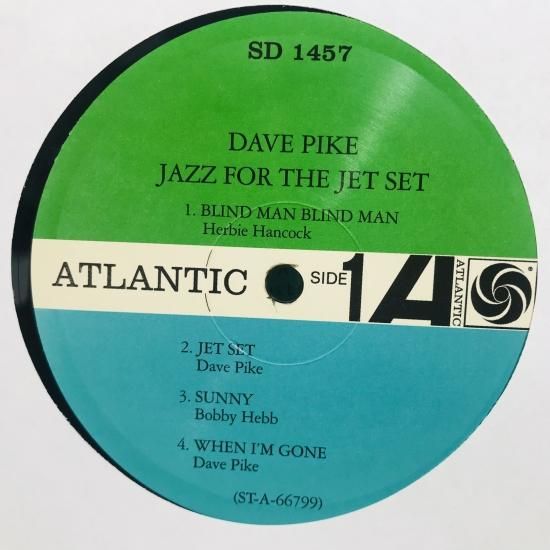 SD 1457
DAVE PIKE
JAZZ FOR THE JET SET
1. BLIND MAN BLIND MAN
Herbie Hancock
ATLANTIC SIDE 1 A ATLANTIC ®
2. JET SET
Dave Pike
3. SUNNY
Bobby Hebb
4. WHEN I'M GONE
Dave Pike
(ST-A-66799)